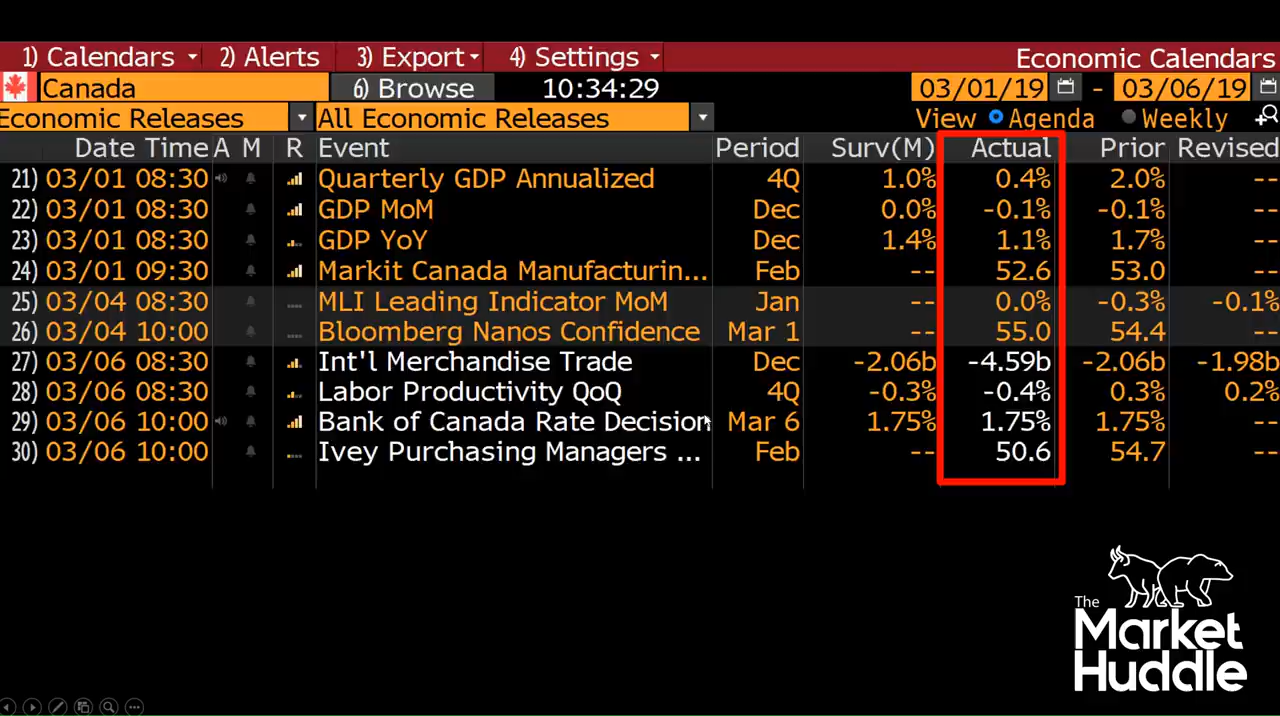 1) Calendars 2) Alerts 3) Export 4) Settings Economic Calendars
Canada 6) Browse 10:34:29 03/01/19 - 03/06/19
Economic Releases All Economic Releases View Agenda Weekly
Date Time A M R Event Period Surv(M) Actual Prior Revised
21) 03/01 08:30 Quarterly GDP Annualized 4Q 1.0% 0.4% 2.0% --
22) 03/01 08:30 GDP MoM Dec 0.0% -0.1% -0.1% --
23) 03/01 08:30 GDP YoY Dec 1.4% 1.1% 1.7% --
24) 03/01 09:30 Markit Canada Manufacturin... Feb -- 52.6 53.0 --
25) 03/04 08:30 MLI Leading Indicator MoM Jan -- 0.0% -0.3% -0.1%
26) 03/04 10:00 Bloomberg Nanos Confidence Mar 1 -- 55.0 54.4 --
27) 03/06 08:30 Int'l Merchandise Trade Dec -2.06b -4.59b -2.06b -1.98b
28) 03/06 08:30 Labor Productivity QoQ 4Q -0.3% -0.4% 0.3% 0.2%
29) 03/06 10:00 Bank of Canada Rate Decision Mar 6 1.75% 1.75% 1.75% --
30) 03/06 10:00 Ivey Purchasing Managers ... Feb -- 50.6 54.7 --
The
Market
Huddle